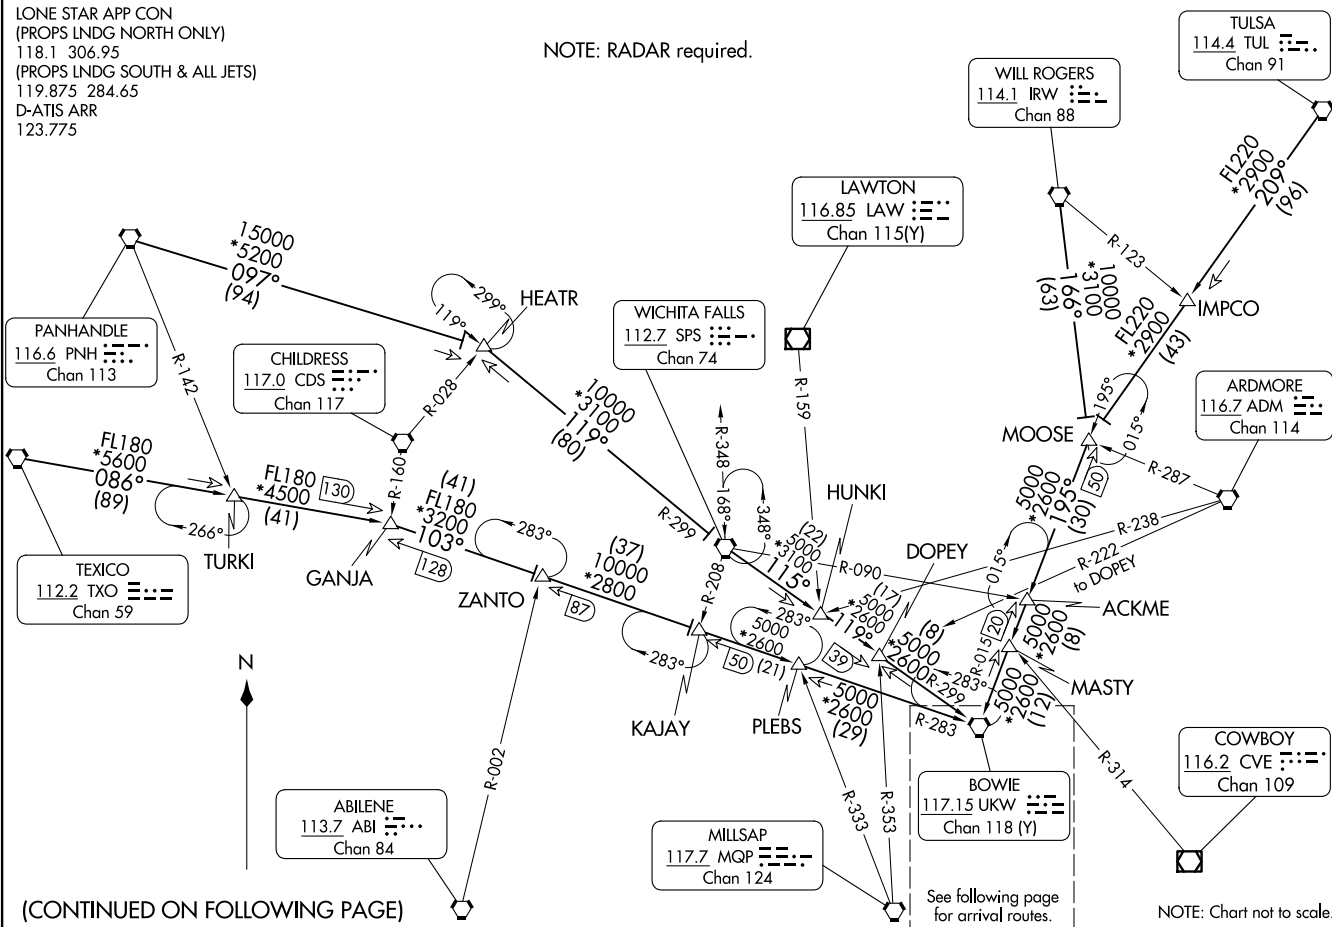 LONE STAR APP CON
(PROPS LNDG NORTH ONLY)
118.1 306.95
(PROPS LNDG SOUTH & ALL JETS)
119.875 284.65
D-ATIS ARR
123.775
NOTE: RADAR required.
TULSA
114.4 TUL
Chan 91
WILL ROGERS
114.1 IRW
Chan 88
LAWTON
116.85 LAW
Chan 115(Y)
FL220
*2900
209°
(96)
R-123
10000
*3100
166°
(63)
IMPCO
FL220
*2900
(43)
15000
*5200
097°
(94)
299°
119°
HEATR
PANHANDLE
116.6 PNH
Chan 113
R-142
CHILDRESS
117.0 CDS
Chan 117
R-028
WICHITA FALLS
112.7 SPS
Chan 74
R-159
ARDMORE
116.7 ADM
Chan 114
195°
015°
MOOSE
R-287
50
10000
*3100
119°
(80)
R-299
FL180
*5600
086°
(89)
266°
TURKI
FL180
*4500
(41)
130
R-160
GANJA
(41)
FL180
*3200
103°
128
283°
ZANTO
R-348
168°
348°
HUNKI
(22)
5000
*3100
115°
R-090
DOPEY
R-238
R-222
to DOPEY
5000
*2600
195°
(30)
015°
ACKME
TEXICO
112.2 TXO
Chan 59
(37)
10000
*2800
87
R-208
283°
KAJAY
5000
*2600
(21)
50
283°
PLEBS
(17)
*5000
*2600
119°
39
(8)
5000
*2600
R-299
283°
R-015
20
5000
*2600
(8)
MASTY
5000
*2600
(12)
5000
*2600
(29)
R-283
N
R-002
R-333
R-353
R-314
COWBOY
116.2 CVE
Chan 109
BOWIE
117.15 UKW
Chan 118 (Y)
ABILENE
113.7 ABI
Chan 84
MILLSAP
117.7 MQP
Chan 124
See following page
for arrival routes.
(CONTINUED ON FOLLOWING PAGE)
NOTE: Chart not to scale.